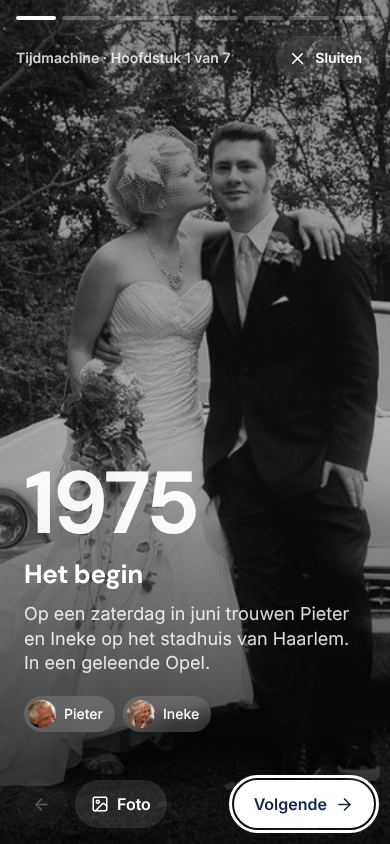 Tijdmachine · Hoofdstuk 1 van 7
Sluiten
1975
Het begin
Op een zaterdag in juni trouwen Pieter
en Ineke op het stadhuis van Haarlem.
In een geleende Opel.
Pieter
Ineke
Foto
Volgende